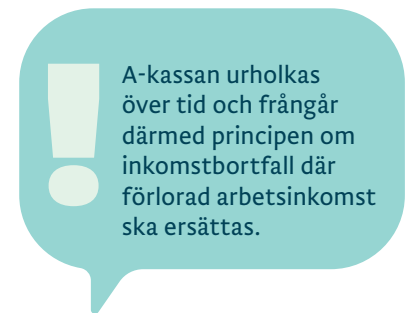 !
A-kassan urholkas
över tid och frångår
därmed principen om
inkomstbortfall där
förlorad arbetsinkomst
ska ersättas.